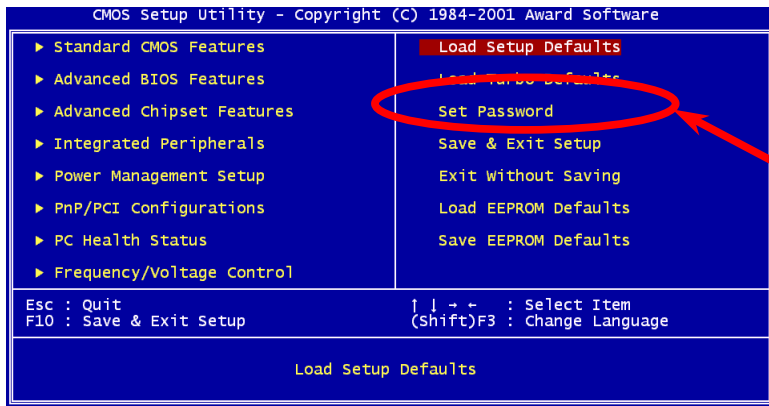 CMOS Setup Utility - Copyright (C) 1984-2001 Award Software
▶ Standard CMOS Features
▶ Advanced BIOS Features
▶ Advanced Chipset Features
▶ Integrated Peripherals
▶ Power Management Setup
▶ PnP/PCI Configurations
▶ PC Health Status
▶ Frequency/Voltage Control
Load Setup Defaults
Load Turbo Defaults
Set Password
Save & Exit Setup
Exit Without Saving
Load EEPROM Defaults
Save EEPROM Defaults
Esc : Quit
F10 : Save & Exit Setup
↑ ↓ → ← : Select Item
(Shift)F3 : Change Language
Load Setup Defaults